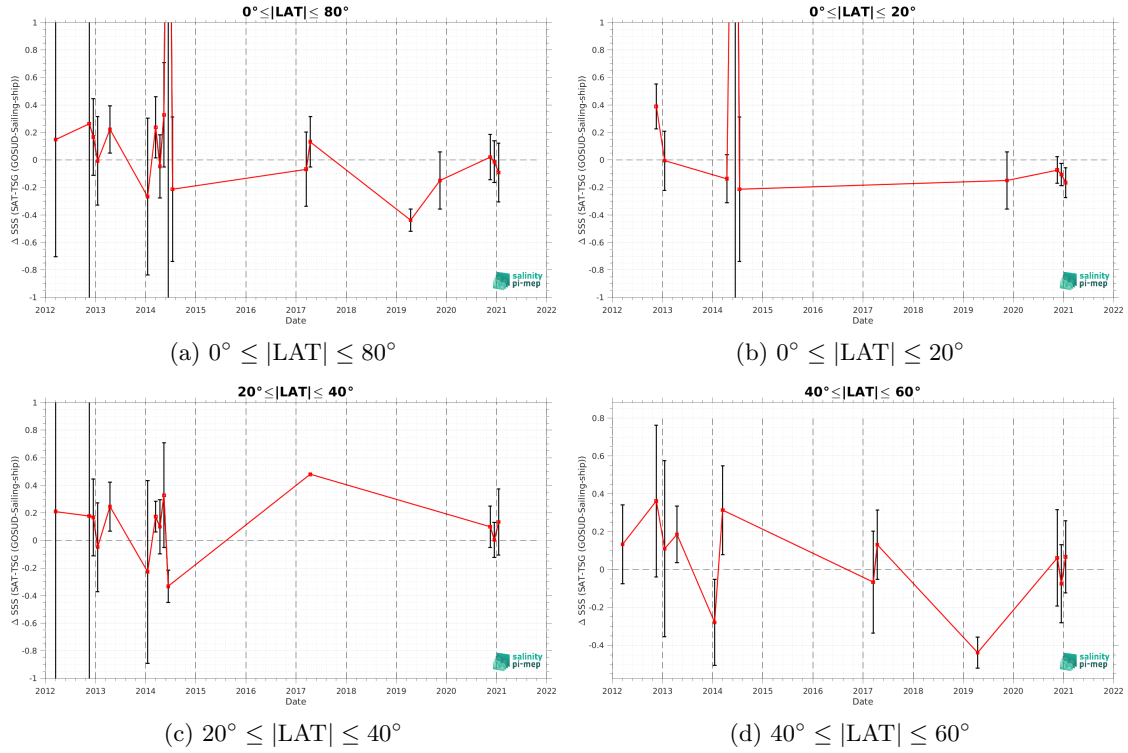 0°≤|LAT|≤ 80°
Δ SSS (SAT-TSG (GOSUD-Sailing-ship))
1
0.8
0.6
0.4
0.2
0
-0.2
-0.4
-0.6
-0.8
-1
2012 2013 2014 2015 2016 2017 2018 2019 2020 2021 2022
Date
salinity
pi-mep
(a) 0° ≤ |LAT| ≤ 80°
0°≤|LAT|≤ 20°
Δ SSS (SAT-TSG (GOSUD-Sailing-ship))
1
0.8
0.6
0.4
0.2
0
-0.2
-0.4
-0.6
-0.8
-1
2012 2013 2014 2015 2016 2017 2018 2019 2020 2021 2022
Date
salinity
pi-mep
(b) 0° ≤ |LAT| ≤ 20°
20°≤|LAT|≤ 40°
Δ SSS (SAT-TSG (GOSUD-Sailing-ship))
1
0.8
0.6
0.4
0.2
0
-0.2
-0.4
-0.6
-0.8
-1
2012 2013 2014 2015 2016 2017 2018 2019 2020 2021 2022
Date
salinity
pi-mep
(c) 20° ≤ |LAT| ≤ 40°
40°≤|LAT|≤ 60°
Δ SSS (SAT-TSG (GOSUD-Sailing-ship))
0.8
0.6
0.4
0.2
0
-0.2
-0.4
2012 2013 2014 2015 2016 2017 2018 2019 2020 2021 2022
Date
salinity
pi-mep
(d) 40° ≤ |LAT| ≤ 60°